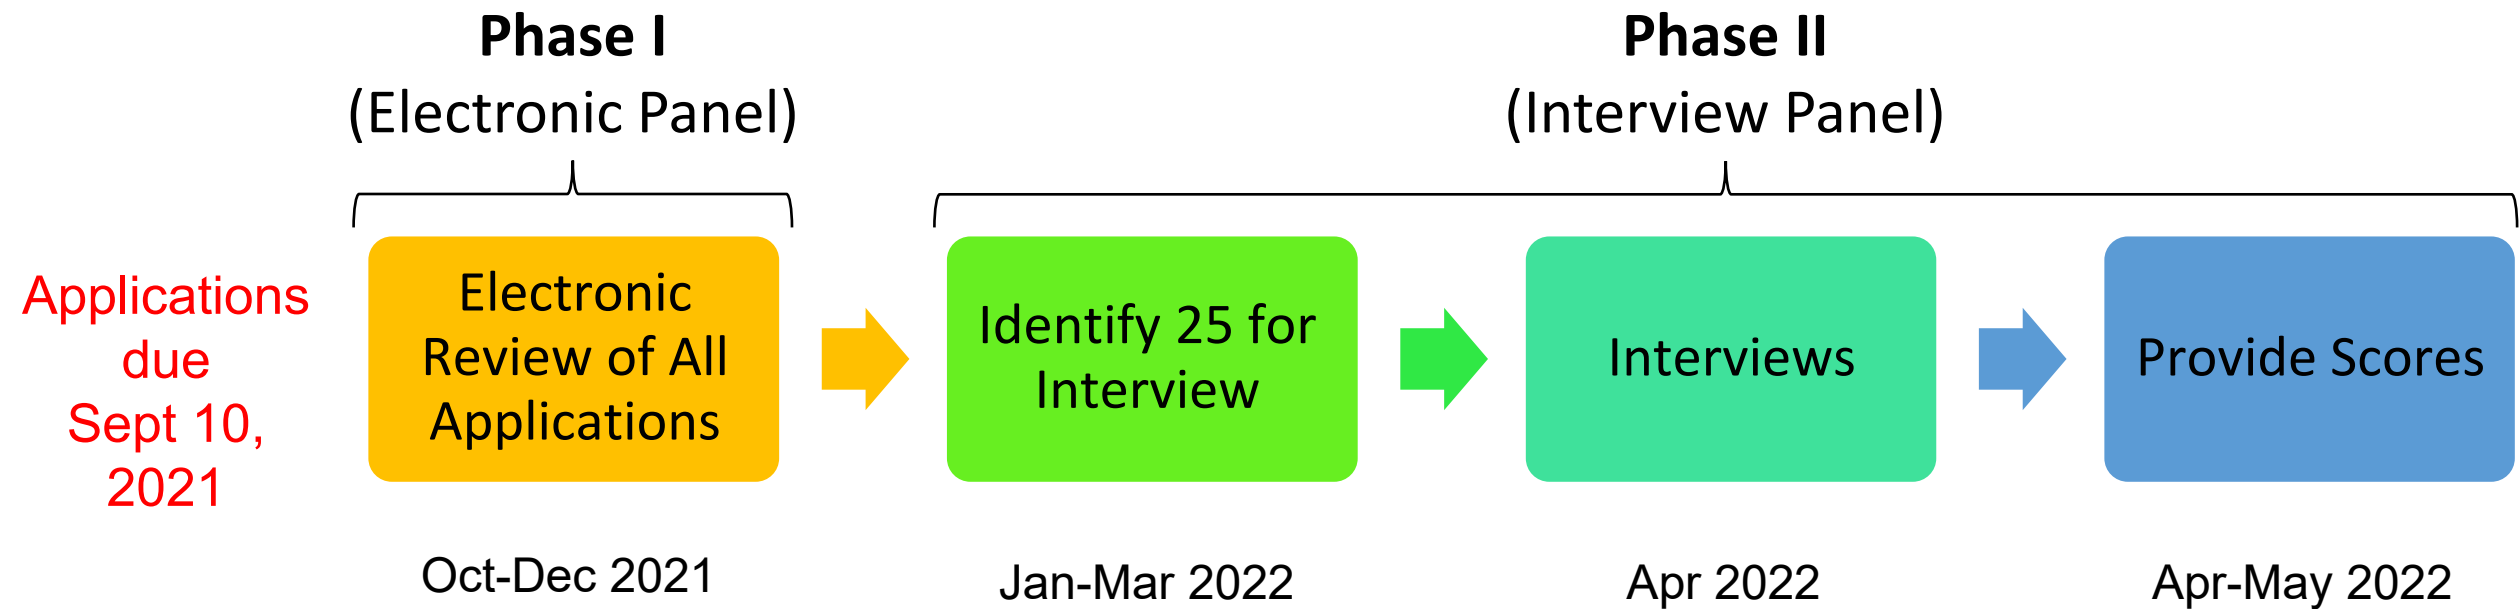 Phase I
(Electronic Panel)
Phase II
(Interview Panel)
Applications
due
Sept 10,
2021
Electronic
Review of All
Applications
Identify 25 for
Interview
Interviews
Provide Scores
Oct-Dec 2021
Jan-Mar 2022
Apr 2022
Apr-May 2022